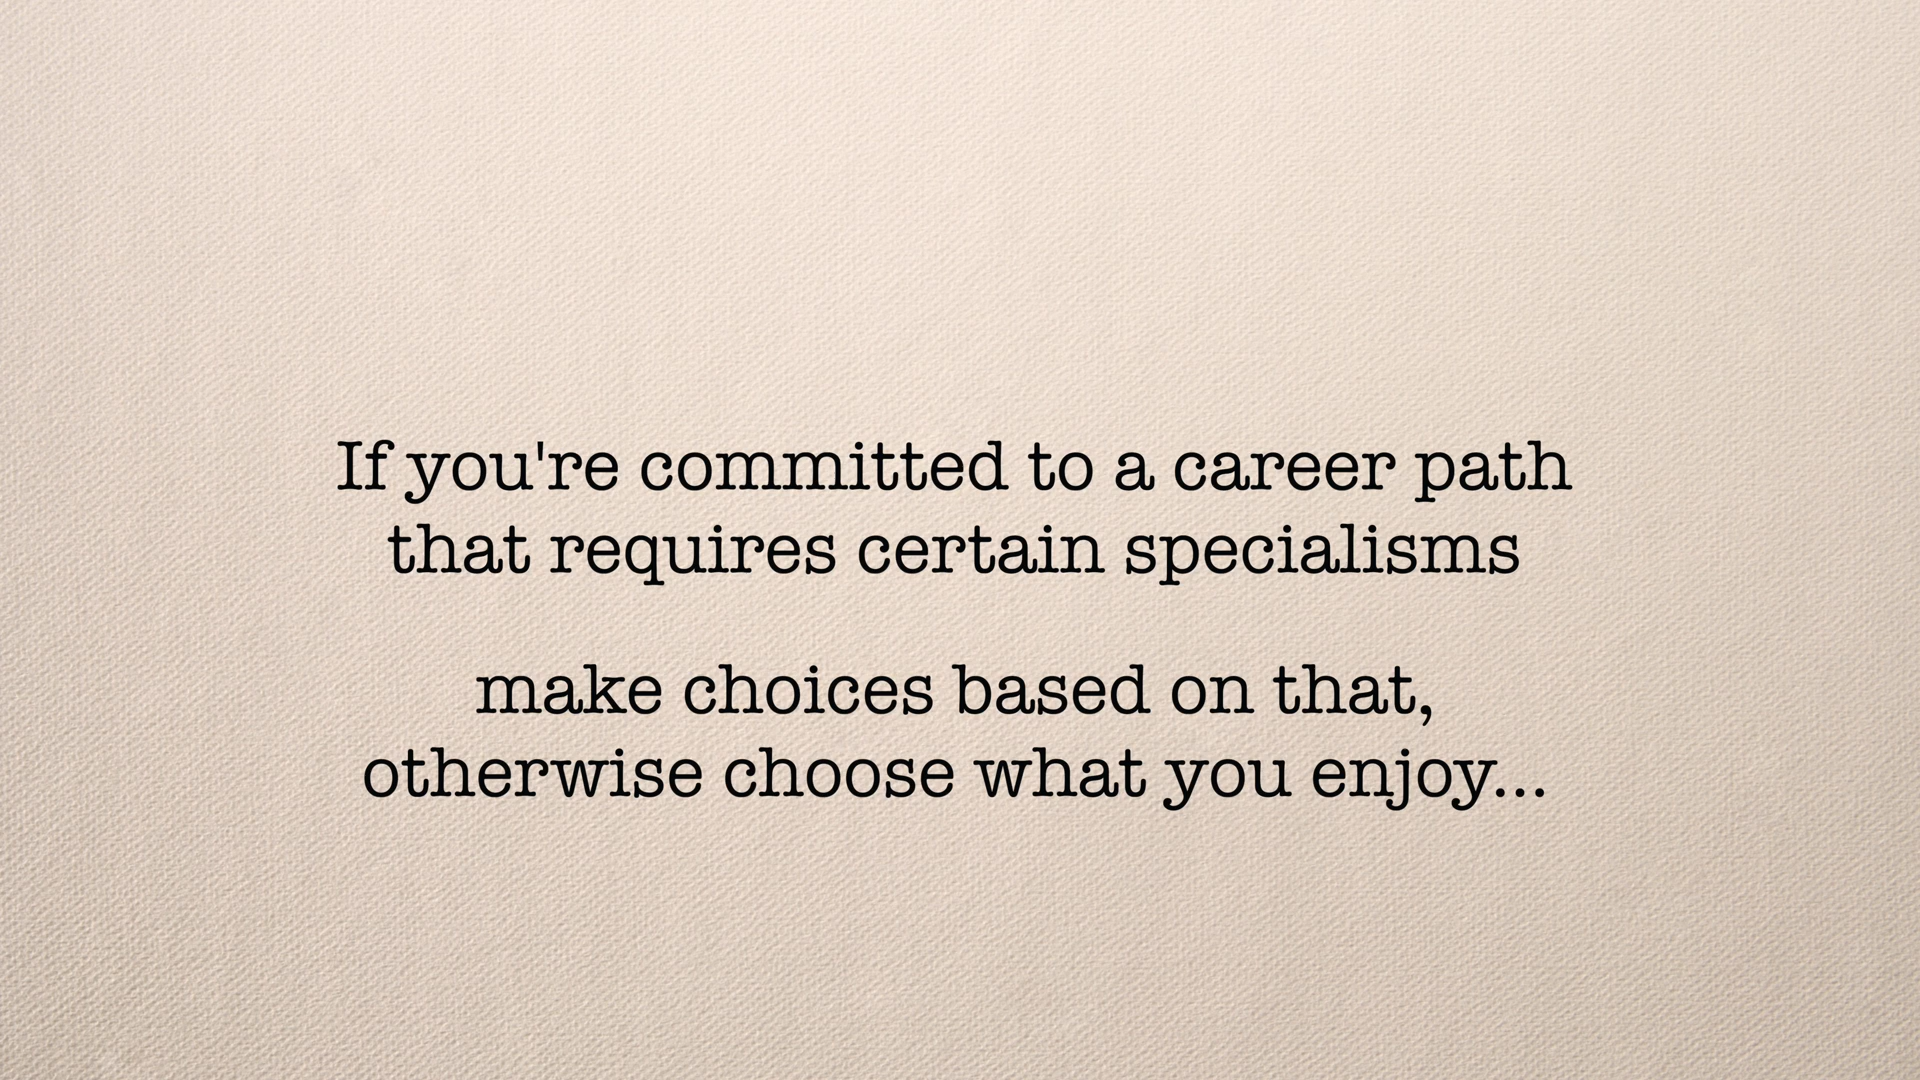 If you're committed to a career path
that requires certain specialisms
make choices based on that,
otherwise choose what you enjoy...